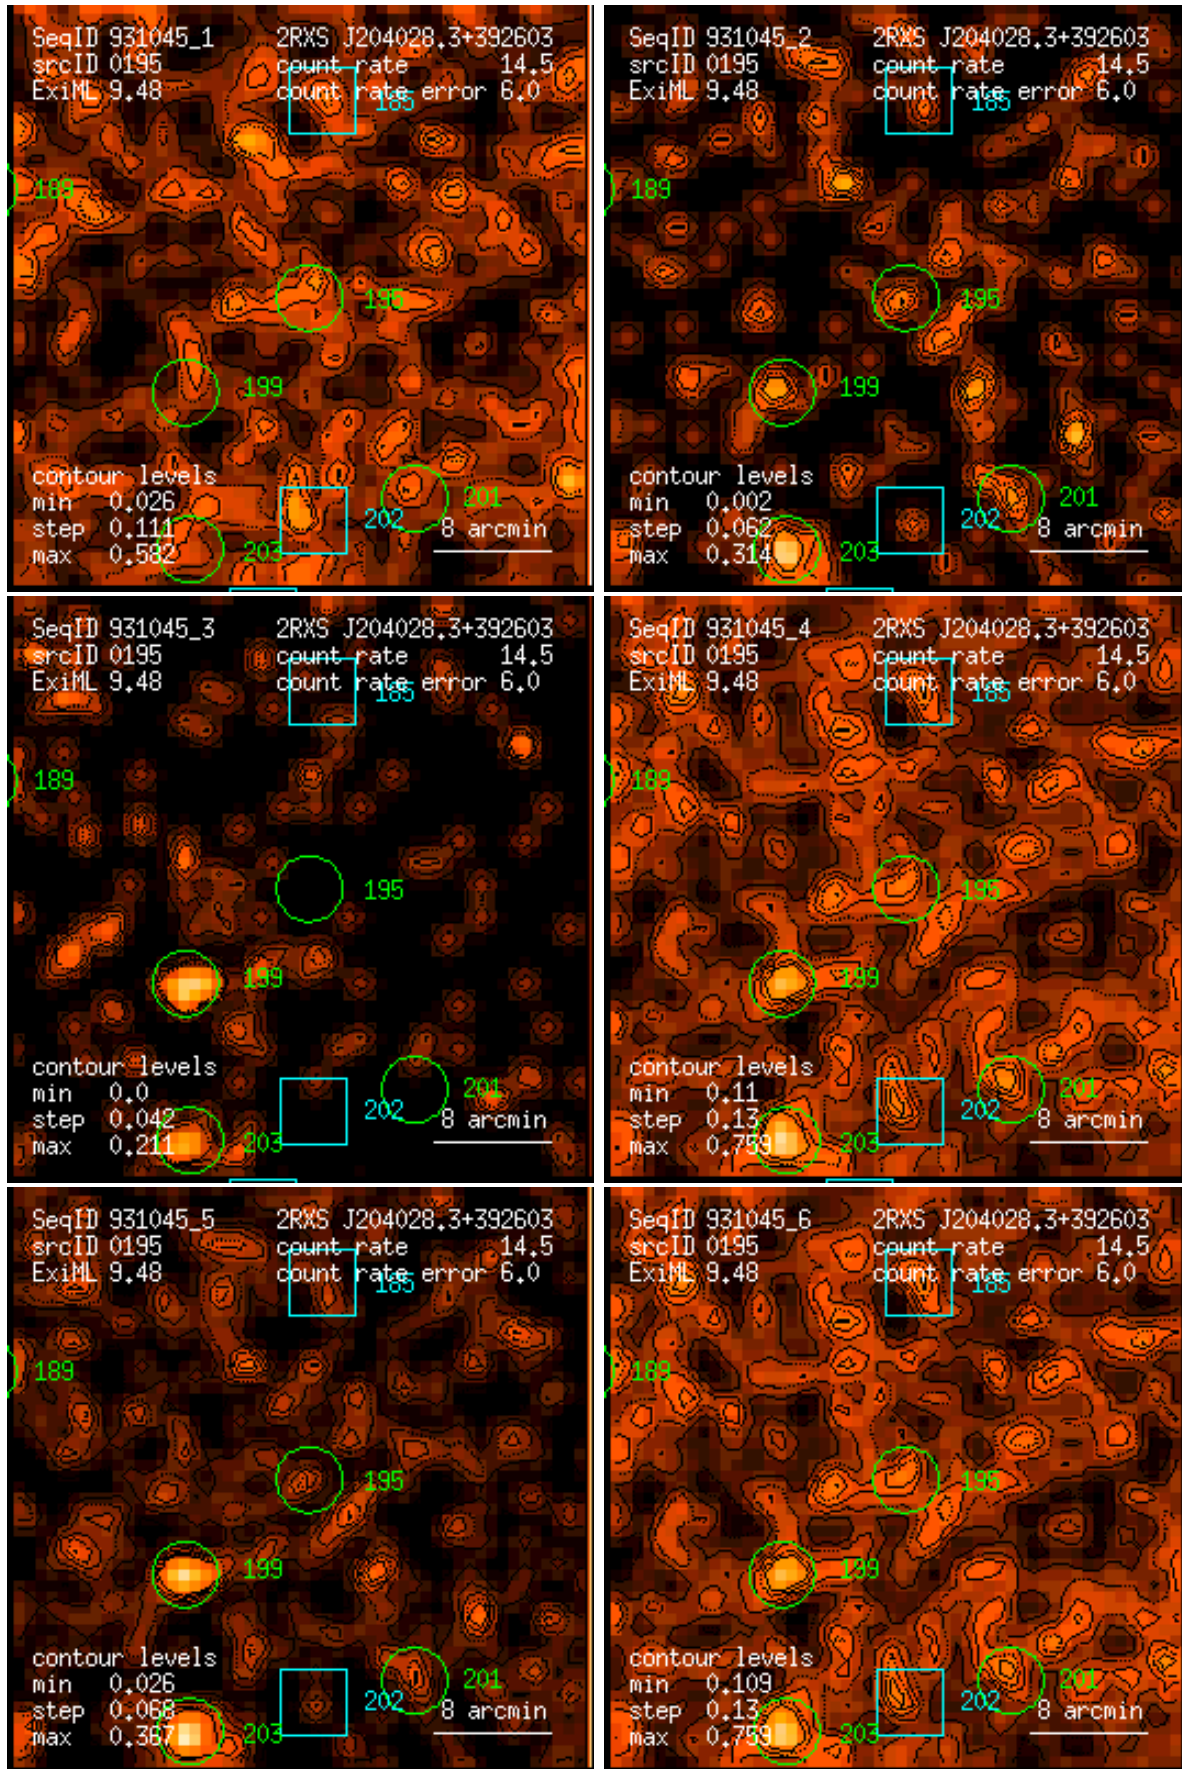 SeqID 931045_1 2RXS J204028.3+392603
srcID 0195 count rate 14.5
ExiML 9.48 count rate error 6.0
185
189
195
199
contour levels
min 0.026
step 0.111
max 0.582
201
202
8 arcmin
203
SeqID 931045_2 2RXS J204028.3+392603
srcID 0195 count rate 14.5
ExiML 9.48 count rate error 6.0
185
189
195
199
contour levels
min 0.002
step 0.062
max 0.314
201
202
8 arcmin
203
SeqID 931045_3 2RXS J204028.3+392603
srcID 0195 count rate 14.5
ExiML 9.48 count rate error 6.0
185
189
195
199
contour levels
min 0.0
step 0.042
max 0.211
201
202
8 arcmin
203
SeqID 931045_4 2RXS J204028.3+392603
srcID 0195 count rate 14.5
ExiML 9.48 count rate error 6.0
185
189
195
199
contour levels
min 0.11
step 0.13
max 0.759
201
202
8 arcmin
203
SeqID 931045_5 2RXS J204028.3+392603
srcID 0195 count rate 14.5
ExiML 9.48 count rate error 6.0
185
189
195
199
contour levels
min 0.026
step 0.068
max 0.367
201
202
8 arcmin
203
SeqID 931045_6 2RXS J204028.3+392603
srcID 0195 count rate 14.5
ExiML 9.48 count rate error 6.0
185
189
195
199
contour levels
min 0.109
step 0.13
max 0.759
201
202
8 arcmin
203